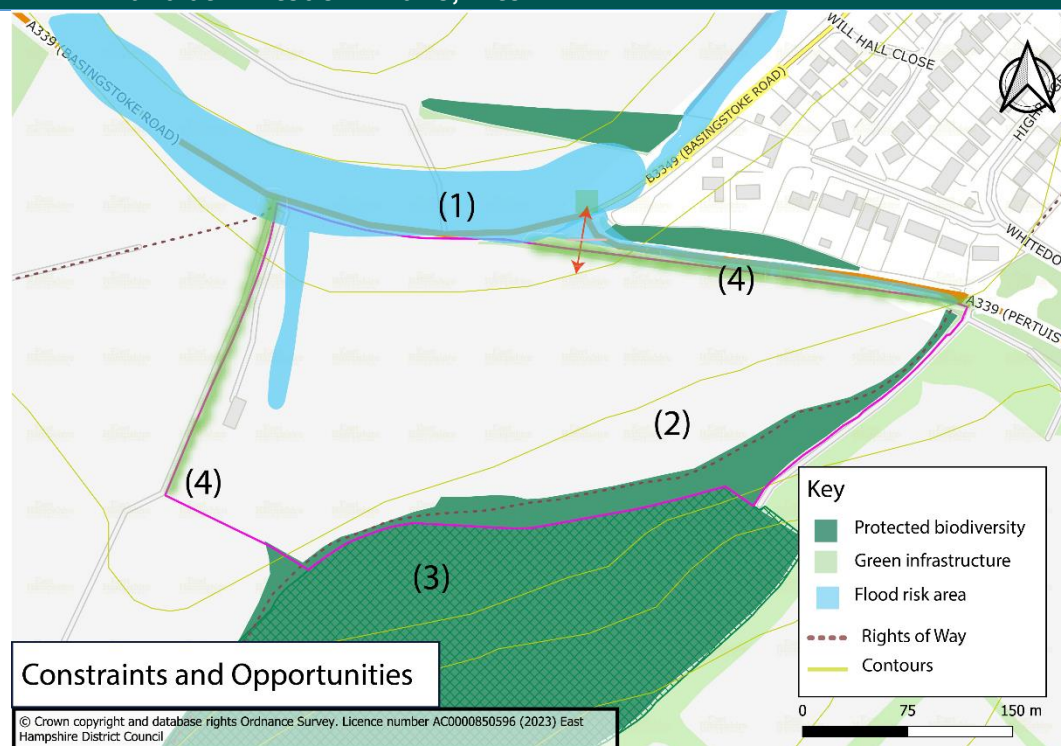 A339 (BASINGSTOKE ROAD)
WILL HALL CLOSE
B3349 (BASINGSTOKE ROAD)
(1)
(4)
WHITEDO
A339 (PERTUIS
(2)
(4)
(3)
Key
Protected biodiversity
Green infrastructure
Flood risk area
Rights of Way
Contours
0 75 150 m
Constraints and Opportunities
© Crown copyright and database rights Ordnance Survey. Licence number AC0000850596 (2023) East
Hampshire District Council